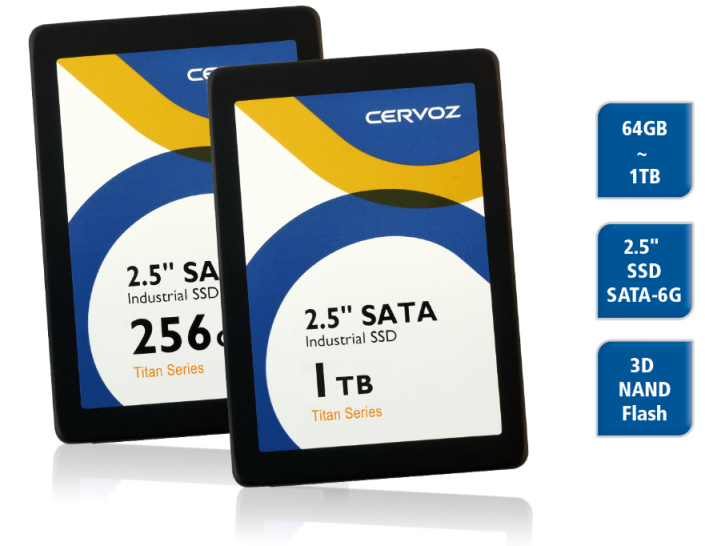 CERVOZ
2.5" SATA
Industrial SSD
1 TB
Titan Series
2.5" SA
Industrial SSD
256
Titan Series
64GB
~
1TB
2.5"
SSD
SATA-6G
3D
NAND
Flash